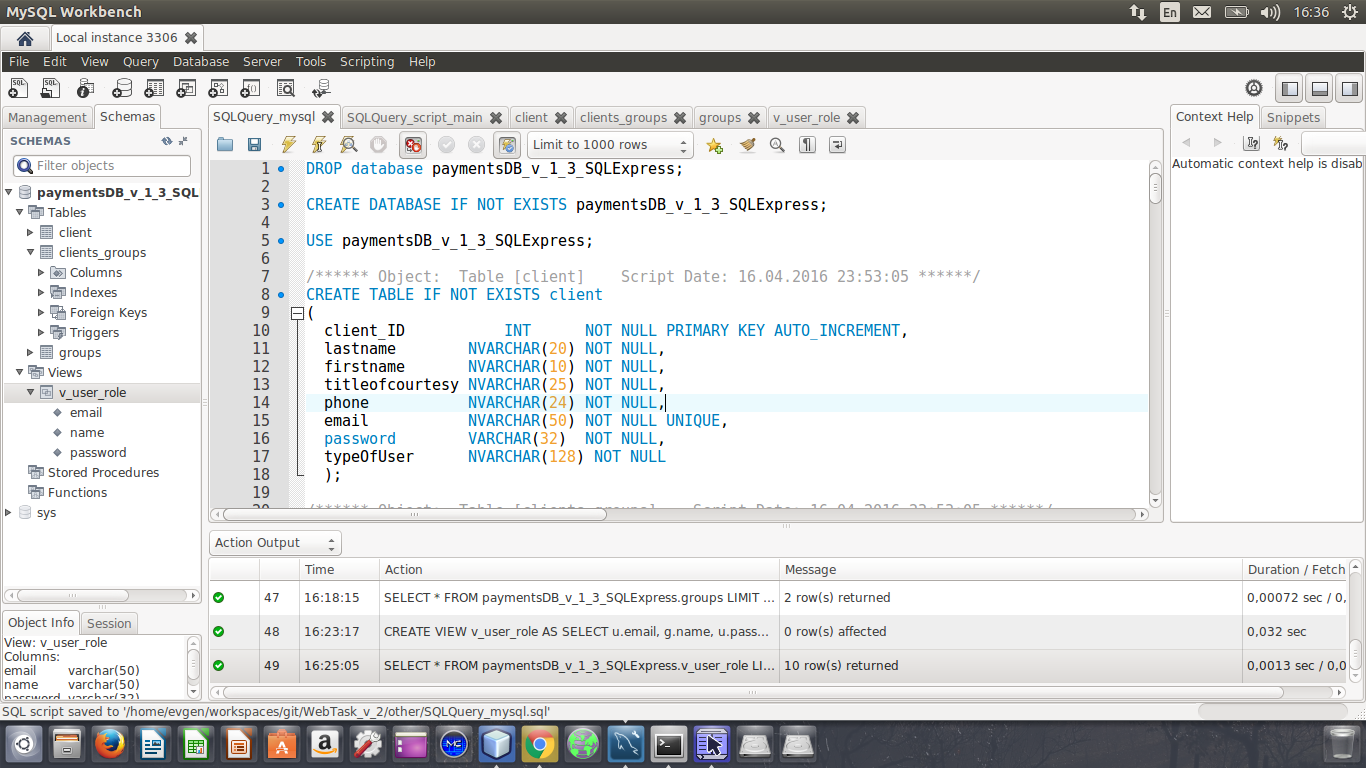 MySQL Workbench
En
16:36
Local instance 3306
File Edit View Query Database Server Tools Scripting Help
Management Schemas
SCHEMAS
Filter objects
paymentsDB_v_1_3_SQL
Tables
client
clients_groups
Columns
Indexes
Foreign Keys
Triggers
groups
Views
v_user_role
email
name
password
Stored Procedures
Functions
sys
Object Info Session
View: v_user_role
Columns:
email varchar(50)
name varchar(50)
password varchar(32)
SQLQuery_mysql SQLQuery_script_main client clients_groups groups v_user_role
Limit to 1000 rows
1 DROP database paymentsDB_v_1_3_SQLExpress;
2
3 CREATE DATABASE IF NOT EXISTS paymentsDB_v_1_3_SQLExpress;
4
5 USE paymentsDB_v_1_3_SQLExpress;
6
7 /****** Object:  Table [client]    Script Date: 16.04.2016 23:53:05 ******/
8 CREATE TABLE IF NOT EXISTS client
9 (
10 client_ID INT NOT NULL PRIMARY KEY AUTO_INCREMENT,
11 lastname NVARCHAR(20) NOT NULL,
12 firstname NVARCHAR(10) NOT NULL,
13 titleofcourtesy NVARCHAR(25) NOT NULL,
14 phone NVARCHAR(24) NOT NULL,
15 email NVARCHAR(50) NOT NULL UNIQUE,
16 password VARCHAR(32) NOT NULL,
17 typeOfUser NVARCHAR(128) NOT NULL
18 );
19
20 /****** Object:  Table [clients_groups]    Script Date: 16.04.2016 23:53:05 ******/
Context Help Snippets
Automatic context help is disab
Action Output
Time Action Message Duration / Fetch
47 16:18:15 SELECT * FROM paymentsDB_v_1_3_SQLExpress.groups LIMIT ... 2 row(s) returned 0,00072 sec / 0,
48 16:23:17 CREATE VIEW v_user_role AS SELECT u.email, g.name, u.pass... 0 row(s) affected 0,032 sec
49 16:25:05 SELECT * FROM paymentsDB_v_1_3_SQLExpress.v_user_role LI... 10 row(s) returned 0,0013 sec / 0,0
SQL script saved to '/home/evgen/workspaces/git/WebTask_v_2/other/SQLQuery_mysql.sql'